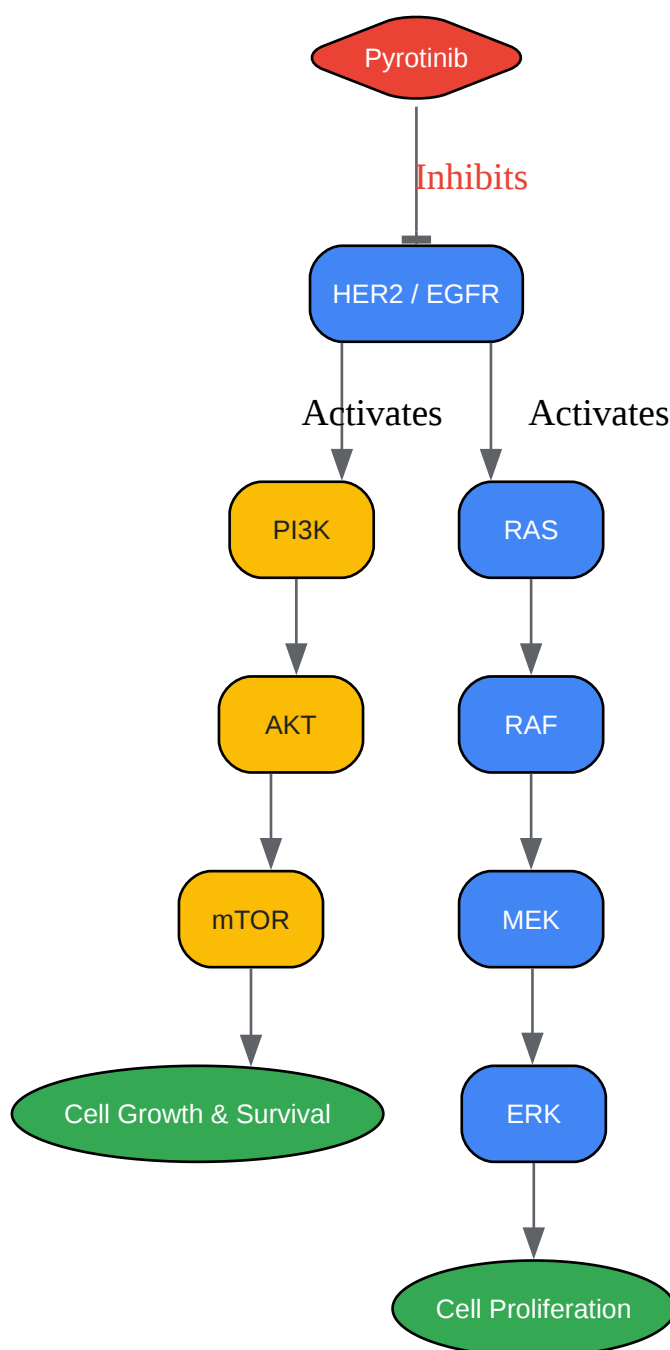 Pyrotinib
Inhibits
HER2 / EGFR
Activates
Activates
PI3K
RAS
AKT
RAF
mTOR
MEK
Cell Growth & Survival
ERK
Cell Proliferation